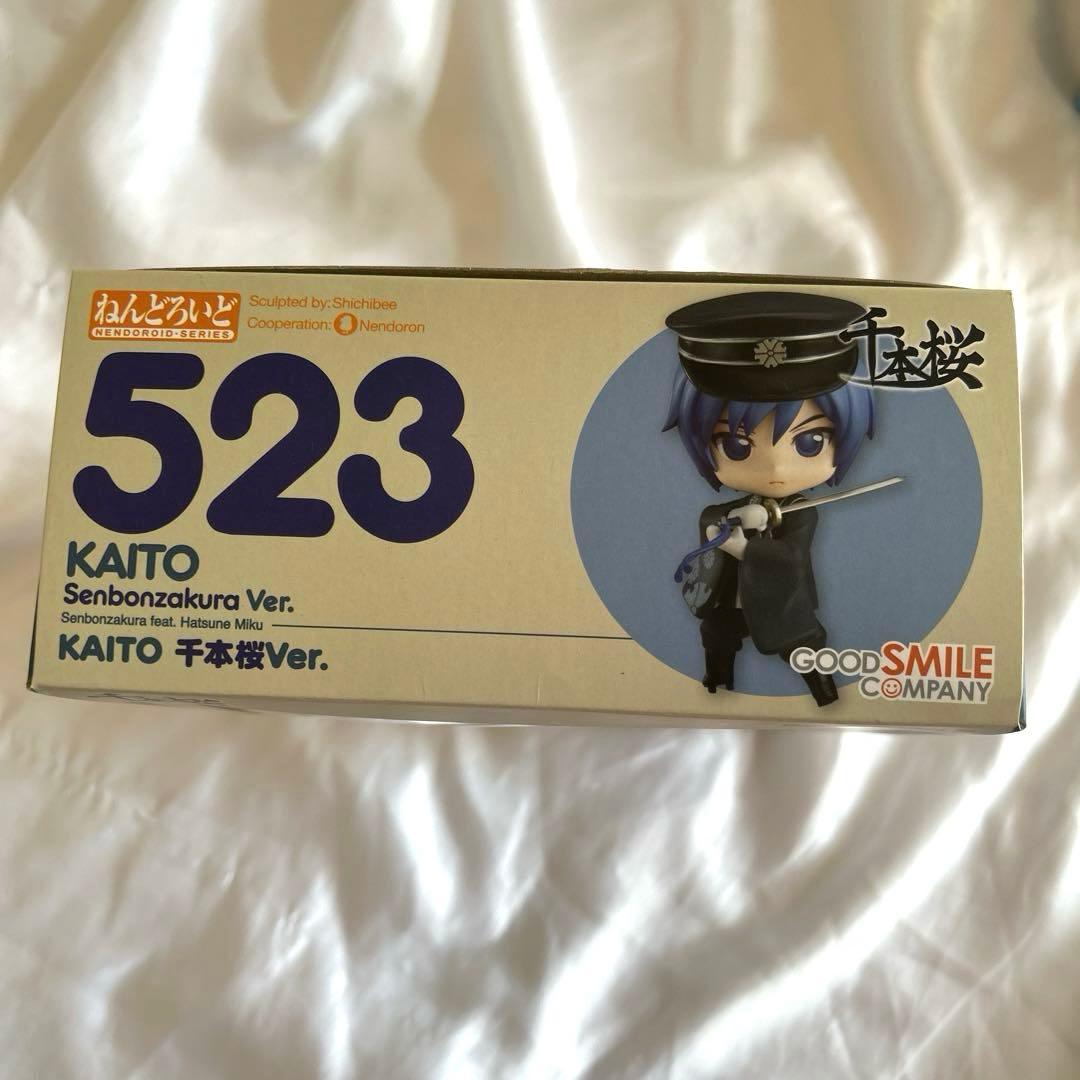 ねんどろいど
NENDOROID-SERIES
Sculpted by: Shichibee
Cooperation: Nendoron
523
KAITO
Senbonzakura Ver.
Senbonzakura feat. Hatsune Miku
KAITO 千本桜Ver.
千本桜
GOOD SMILE
COMPANY